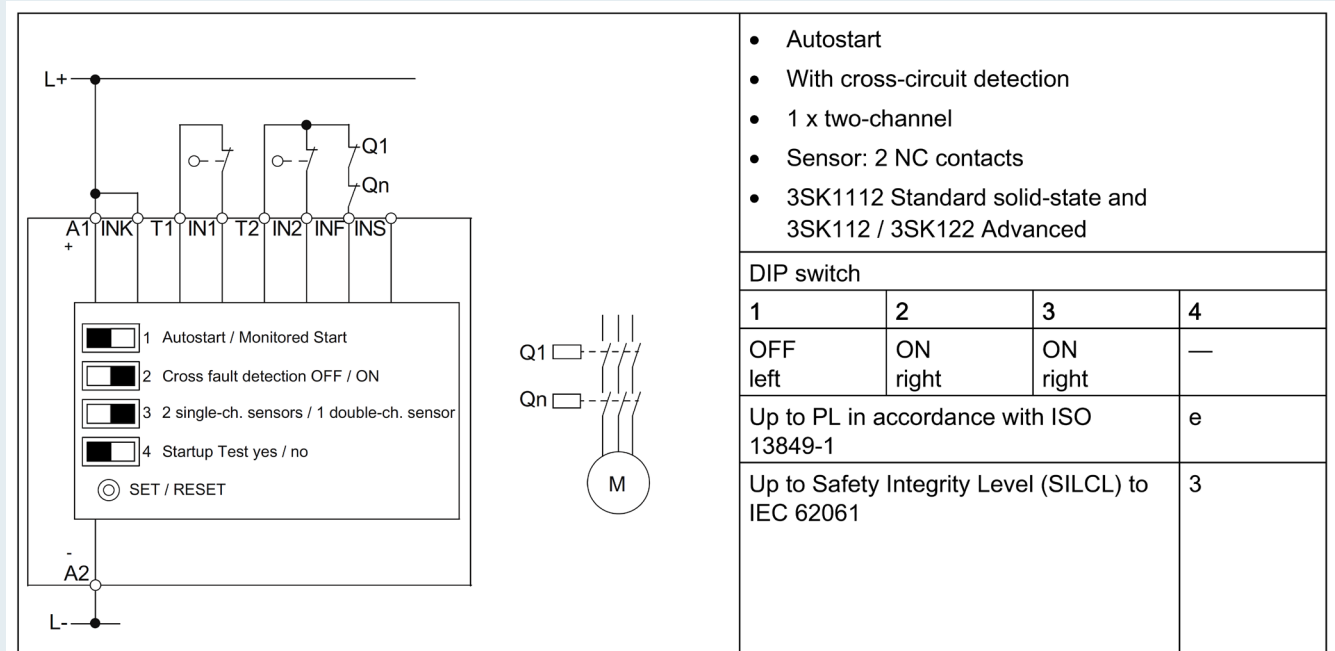 L+
Q1
Qn
A1 INK T1 IN1 T2 IN2 INF INS
+
1 Autostart / Monitored Start
2 Cross fault detection OFF / ON
3 2 single-ch. sensors / 1 double-ch. sensor
4 Startup Test yes / no
SET / RESET
-
A2
L-
Q1
Qn
M
• Autostart
• With cross-circuit detection
• 1 x two-channel
• Sensor: 2 NC contacts
• 3SK1112 Standard solid-state and
3SK112 / 3SK122 Advanced
DIP switch
1 2 3 4
OFF ON ON —
left right right
Up to PL in accordance with ISO e
13849-1
Up to Safety Integrity Level (SILCL) to 3
IEC 62061